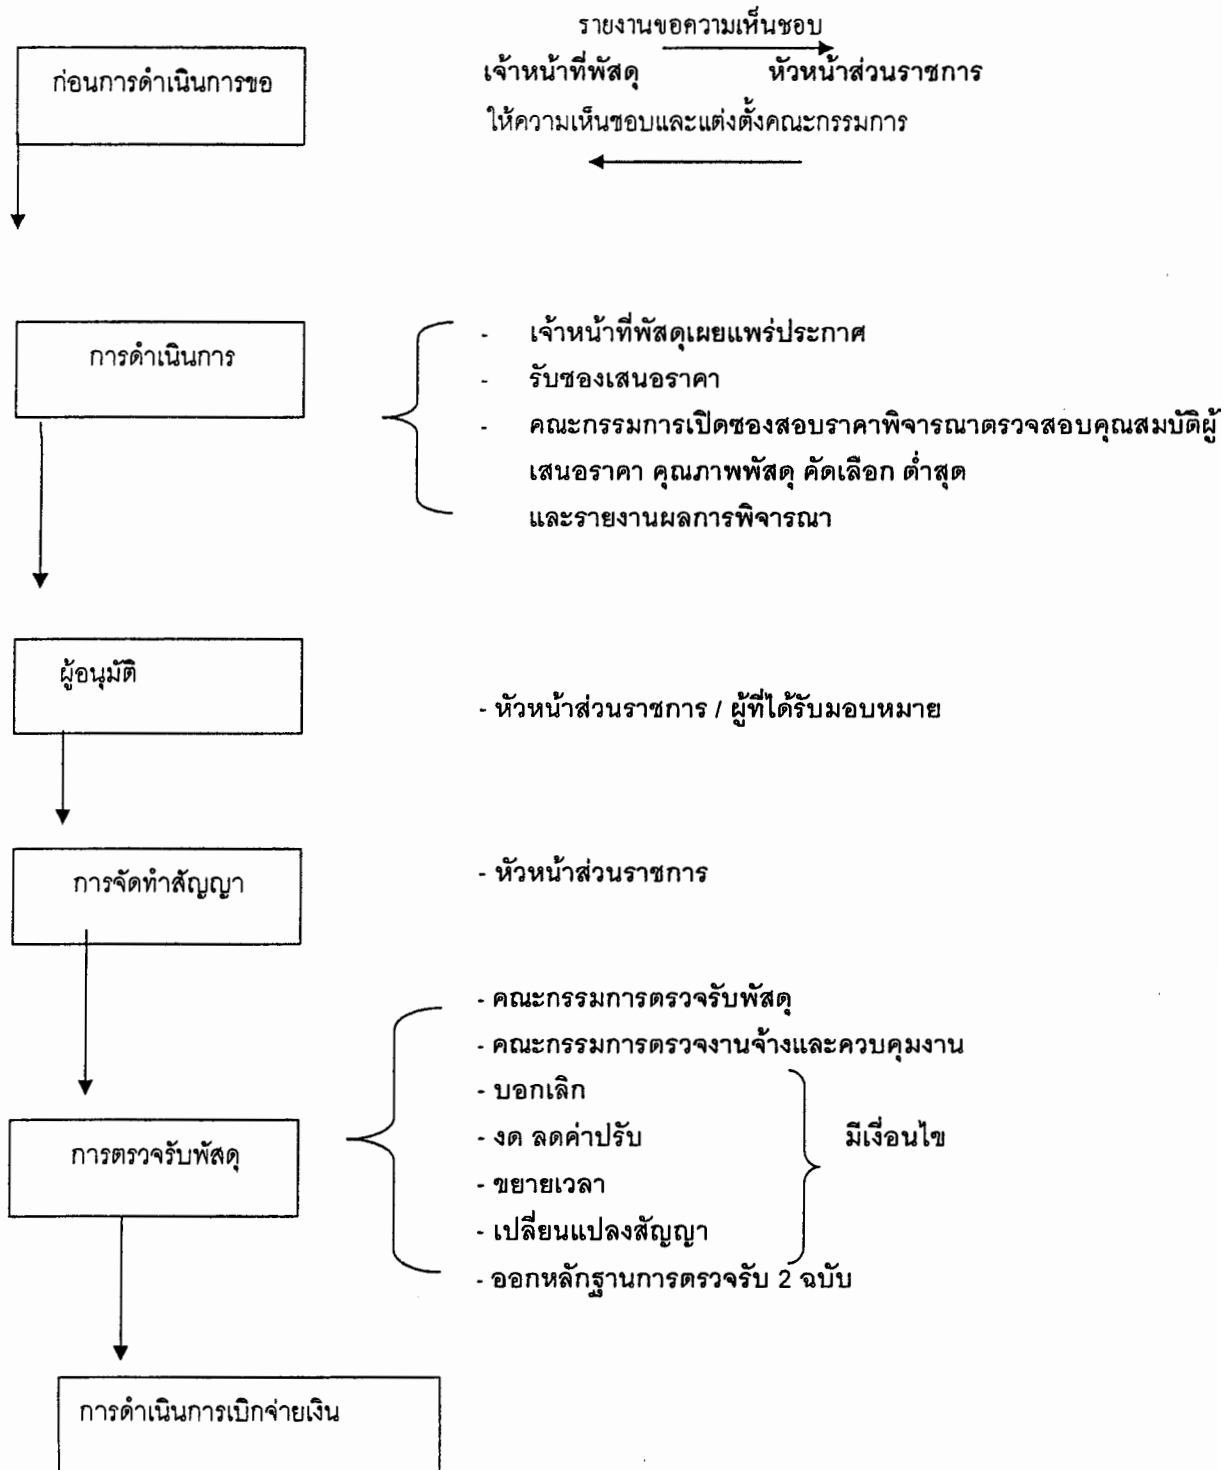 รายงานขอความเห็นชอบ
ก่อนการดำเนินการขอ
เจ้าหน้าที่พัสดุ หัวหน้าส่วนราชการ
ให้ความเห็นชอบและแต่งตั้งคณะกรรมการ
การดำเนินการ
- เจ้าหน้าที่พัสดุเผยแพร่ประกาศ
- รับซองเสนอราคา
- คณะกรรมการเปิดซองสอบราคาพิจารณาตรวจสอบคุณสมบัติผู้
เสนอราคา คุณภาพพัสดุ คัดเลือก ต่ำสุด
และรายงานผลการพิจารณา
ผู้อนุมัติ
- หัวหน้าส่วนราชการ / ผู้ที่ได้รับมอบหมาย
การจัดทำสัญญา
- หัวหน้าส่วนราชการ
การตรวจรับพัสดุ
- คณะกรรมการตรวจรับพัสดุ
- คณะกรรมการตรวจงานจ้างและควบคุมงาน
- บอกเลิก
- งด ลดค่าปรับ
- ขยายเวลา
- เปลี่ยนแปลงสัญญา
มีเงื่อนไข
- ออกหลักฐานการตรวจรับ 2 ฉบับ
การดำเนินการเบิกจ่ายเงิน